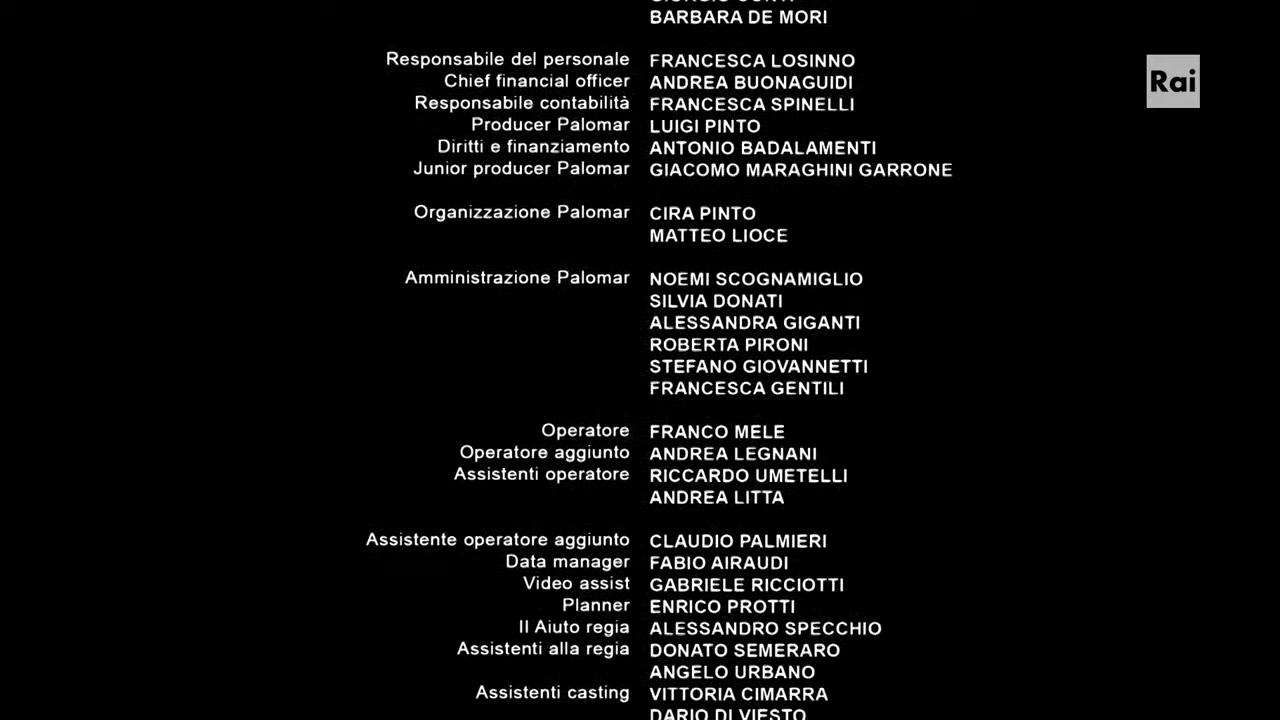 BARBARA DE MORI
Responsabile del personale FRANCESCA LOSINNO
Chief financial officer ANDREA BUONAGUIDI
Responsabile contabilità FRANCESCA SPINELLI
Producer Palomar LUIGI PINTO
Diritti e finanziamento ANTONIO BADALAMENTI
Junior producer Palomar GIACOMO MARAGHINI GARRONE
Organizzazione Palomar CIRA PINTO
MATTEO LIOCE
Amministrazione Palomar NOEMI SCOGNAMIGLIO
SILVIA DONATI
ALESSANDRA GIGANTI
ROBERTA PIRONI
STEFANO GIOVANNETTI
FRANCESCA GENTILI
Operatore FRANCO MELE
Operatore aggiunto ANDREA LEGNANI
Assistenti operatore RICCARDO UMETELLI
ANDREA LITTA
Assistente operatore aggiunto CLAUDIO PALMIERI
Data manager FABIO AIRAUDI
Video assist GABRIELE RICCIOTTI
Planner ENRICO PROTTI
II Aiuto regia ALESSANDRO SPECCHIO
Assistenti alla regia DONATO SEMERARO
ANGELO URBANO
Assistenti casting VITTORIA CIMARRA
DARIO DI VIESTO
Rai